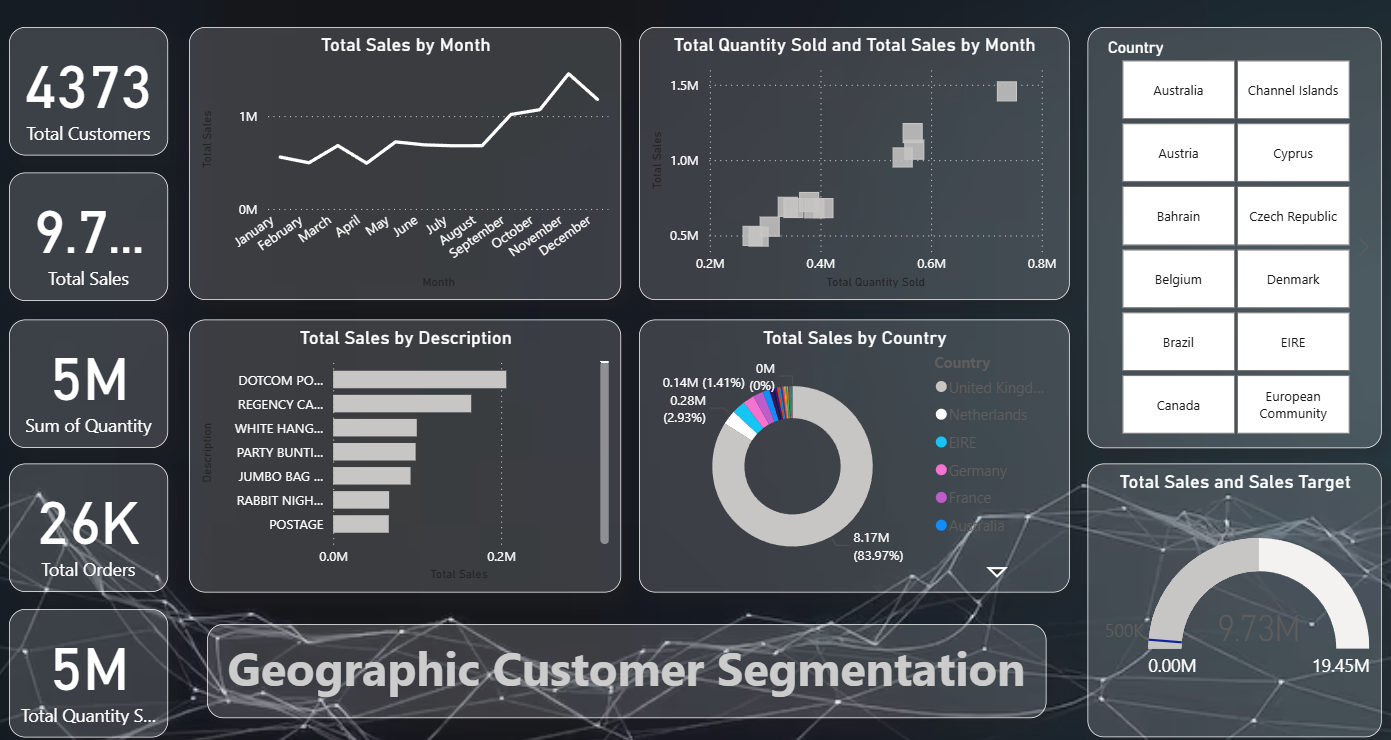 4373
Total Customers
9.7...
Total Sales
5M
Sum of Quantity
26K
Total Orders
5M
Total Quantity S...
Total Sales by Month
Total Sales
1M
0M
January
February
March
April
May
June
July
August
September
October
November
December
Month
Total Quantity Sold and Total Sales by Month
Total Sales
1.5M
1.0M
0.5M
0.2M
0.4M
0.6M
0.8M
Total Quantity Sold
Country
Australia
Channel Islands
Austria
Cyprus
Bahrain
Czech Republic
Belgium
Denmark
Brazil
EIRE
Canada
European
Community
Total Sales by Description
Description
DOTCOM PO...
REGENCY CA...
WHITE HANG...
PARTY BUNTI...
JUMBO BAG ...
RABBIT NIGH...
POSTAGE
0.0M
0.2M
Total Sales
Total Sales by Country
0M
(0%)
0.14M (1.41%)
0.28M
(2.93%)
8.17M
(83.97%)
Country
United Kingd...
Netherlands
EIRE
Germany
France
Australia
Total Sales and Sales Target
500K
9.73M
0.00M
19.45M
Geographic Customer Segmentation